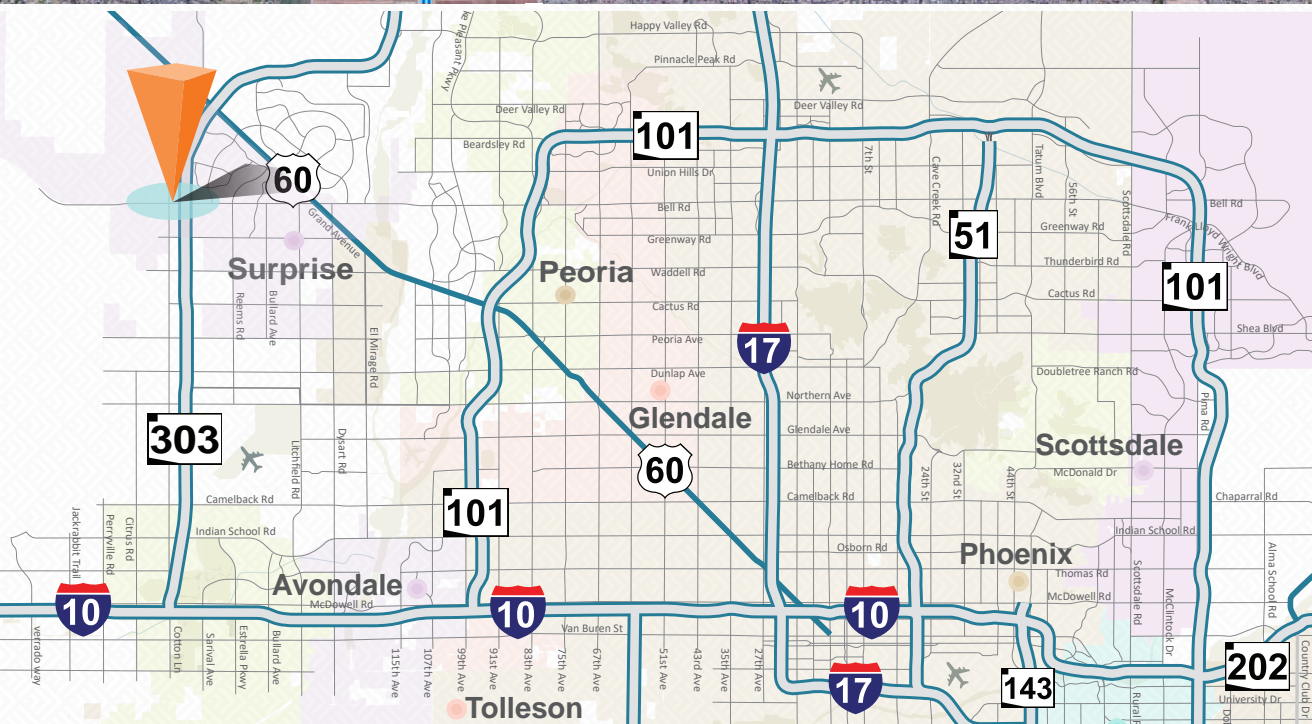 Happy Valley Rd
Pleasant Pkwy
Pinnacle Peak Rd
Deer Valley Rd
Deer Valley Rd
101
Beardsley Rd
Union Hills Dr
7th St
Cave Creek Rd
Tatum Blvd
56th St
Scottsdale Rd
60
Grand Avenue
Bell Rd
Bell Rd
Frank Lloyd Wright Blvd
Greenway Rd
51
Greenway Rd
Surprise
Peoria
Waddell Rd
Thunderbird Rd
101
Reems Rd
Bullard Ave
Cactus Rd
Cactus Rd
El Mirage Rd
Peoria Ave
17
Shea Blvd
Dunlap Ave
Doubletree Ranch Rd
Northern Ave
Pima Rd
Glendale
303
Glendale Ave
Scottsdale
Dysart Rd
Litchfield Rd
60
Bethany Home Rd
24th St
32nd St
44th St
McDonald Dr
Camelback Rd
101
Camelback Rd
Chaparral Rd
Jackrabbit Trail
Perryville Rd
Citrus Rd
Indian School Rd
Indian School Rd
Osborn Rd
Phoenix
Avondale
Thomas Rd
Alma School Rd
10
McDowell Rd
10
10
McDowell Rd
Scottsdale Rd
McClintock Dr
Van Buren St
verrado way
Cotton Ln
Sarival Ave
Estrella Pkwy
Bullard Ave
115th Ave
107th Ave
99th Ave
91st Ave
83th Ave
75th Ave
67th Ave
51st Ave
43rd Ave
35th Ave
27th Ave
17
143
202
Country Club D
University Dr
Rural
Tolleson